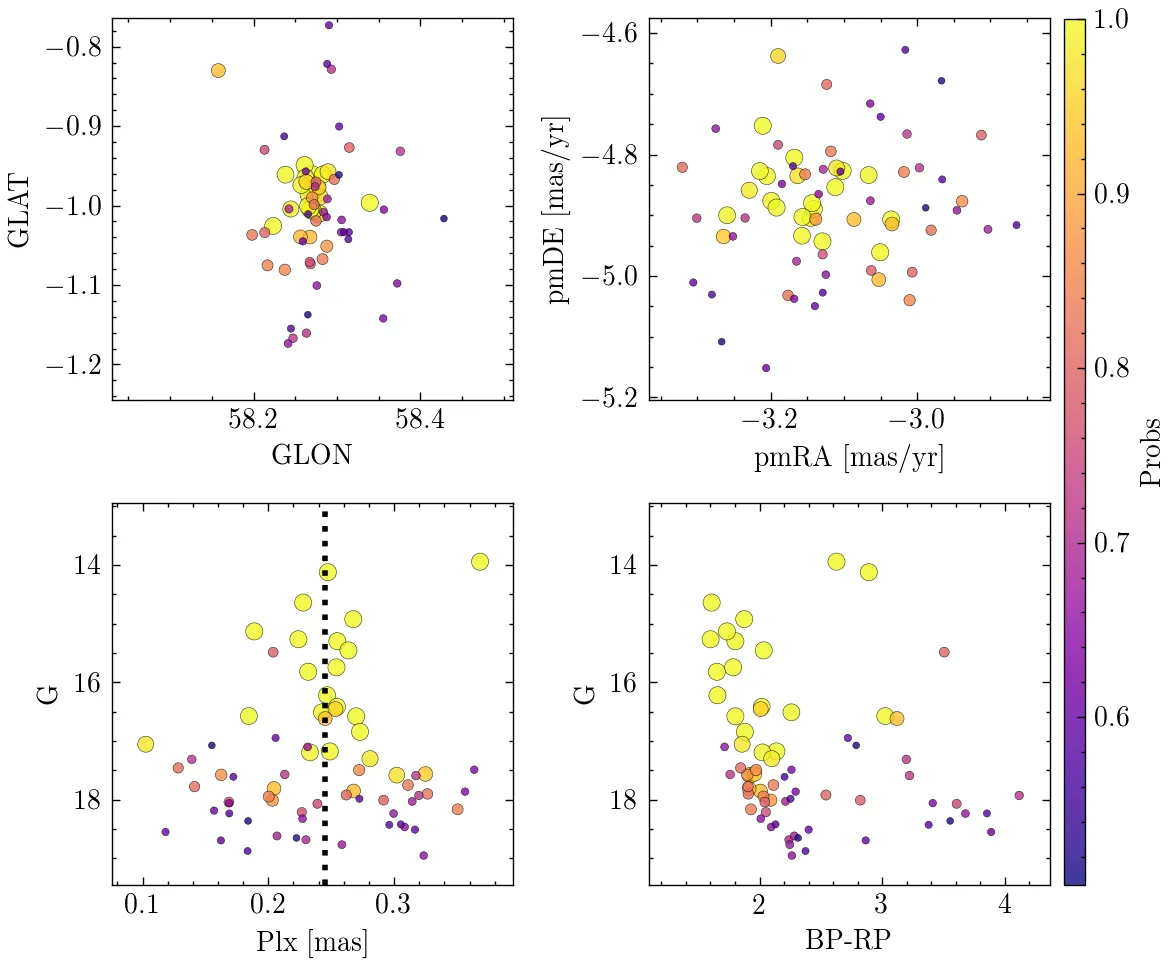 −0.8
−0.9
−1.0
−1.1
−1.2
GLAT
58.2 58.4
GLON
−4.6
−4.8
−5.0
−5.2
pmDE [mas/yr]
−3.2 −3.0
pmRA [mas/yr]
1.0
0.9
0.8
0.7
0.6
Probs
14
16
18
G
0.1 0.2 0.3
Plx [mas]
14
16
18
G
2 3 4
BP-RP